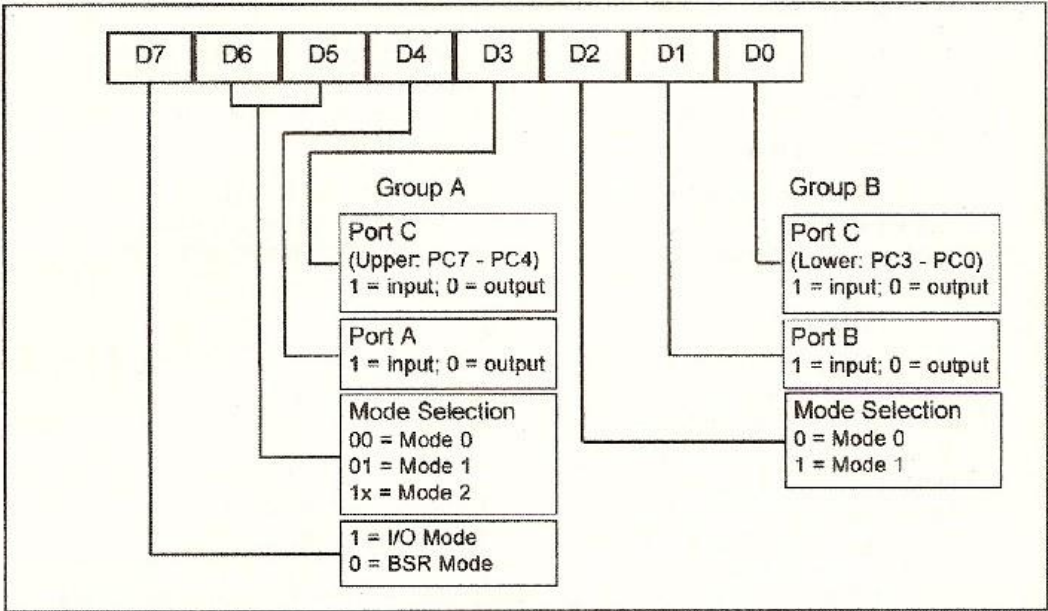 D7 D6 D5 D4 D3 D2 D1 D0
Group A
Port C
(Upper: PC7 - PC4)
1 = input; 0 = output
Port A
1 = input; 0 = output
Mode Selection
00 = Mode 0
01 = Mode 1
1x = Mode 2
1 = I/O Mode
0 = BSR Mode
Group B
Port C
(Lower: PC3 - PC0)
1 = input; 0 = output
Port B
1 = input; 0 = output
Mode Selection
0 = Mode 0
1 = Mode 1